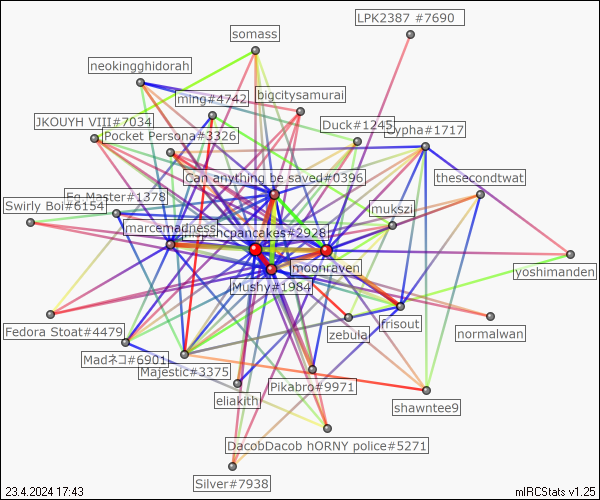 LPK2387 #7690
somass
neokingghidorah
bigcitysamurai
ming#4742
JKOUYH VIII#7034
Duck#1245
Cypha#1717
Pocket Persona#3326
Can anything be saved#0396
thesecondtwat
Eg Master#1378
Swirly Boi#6154
mukszi
marcemadness
hcpancakes#2928
moonraven
yoshimanden
Mushy#1984
Fedora Stoat#4479
zebula
frisout
normalwan
Madネコ#6901
Majestic#3375
Pikabro#9971
eliakith
shawntee9
DacobDacob hORNY police#5271
Silver#7938
23.4.2024 17:43
mIRCStats v1.25